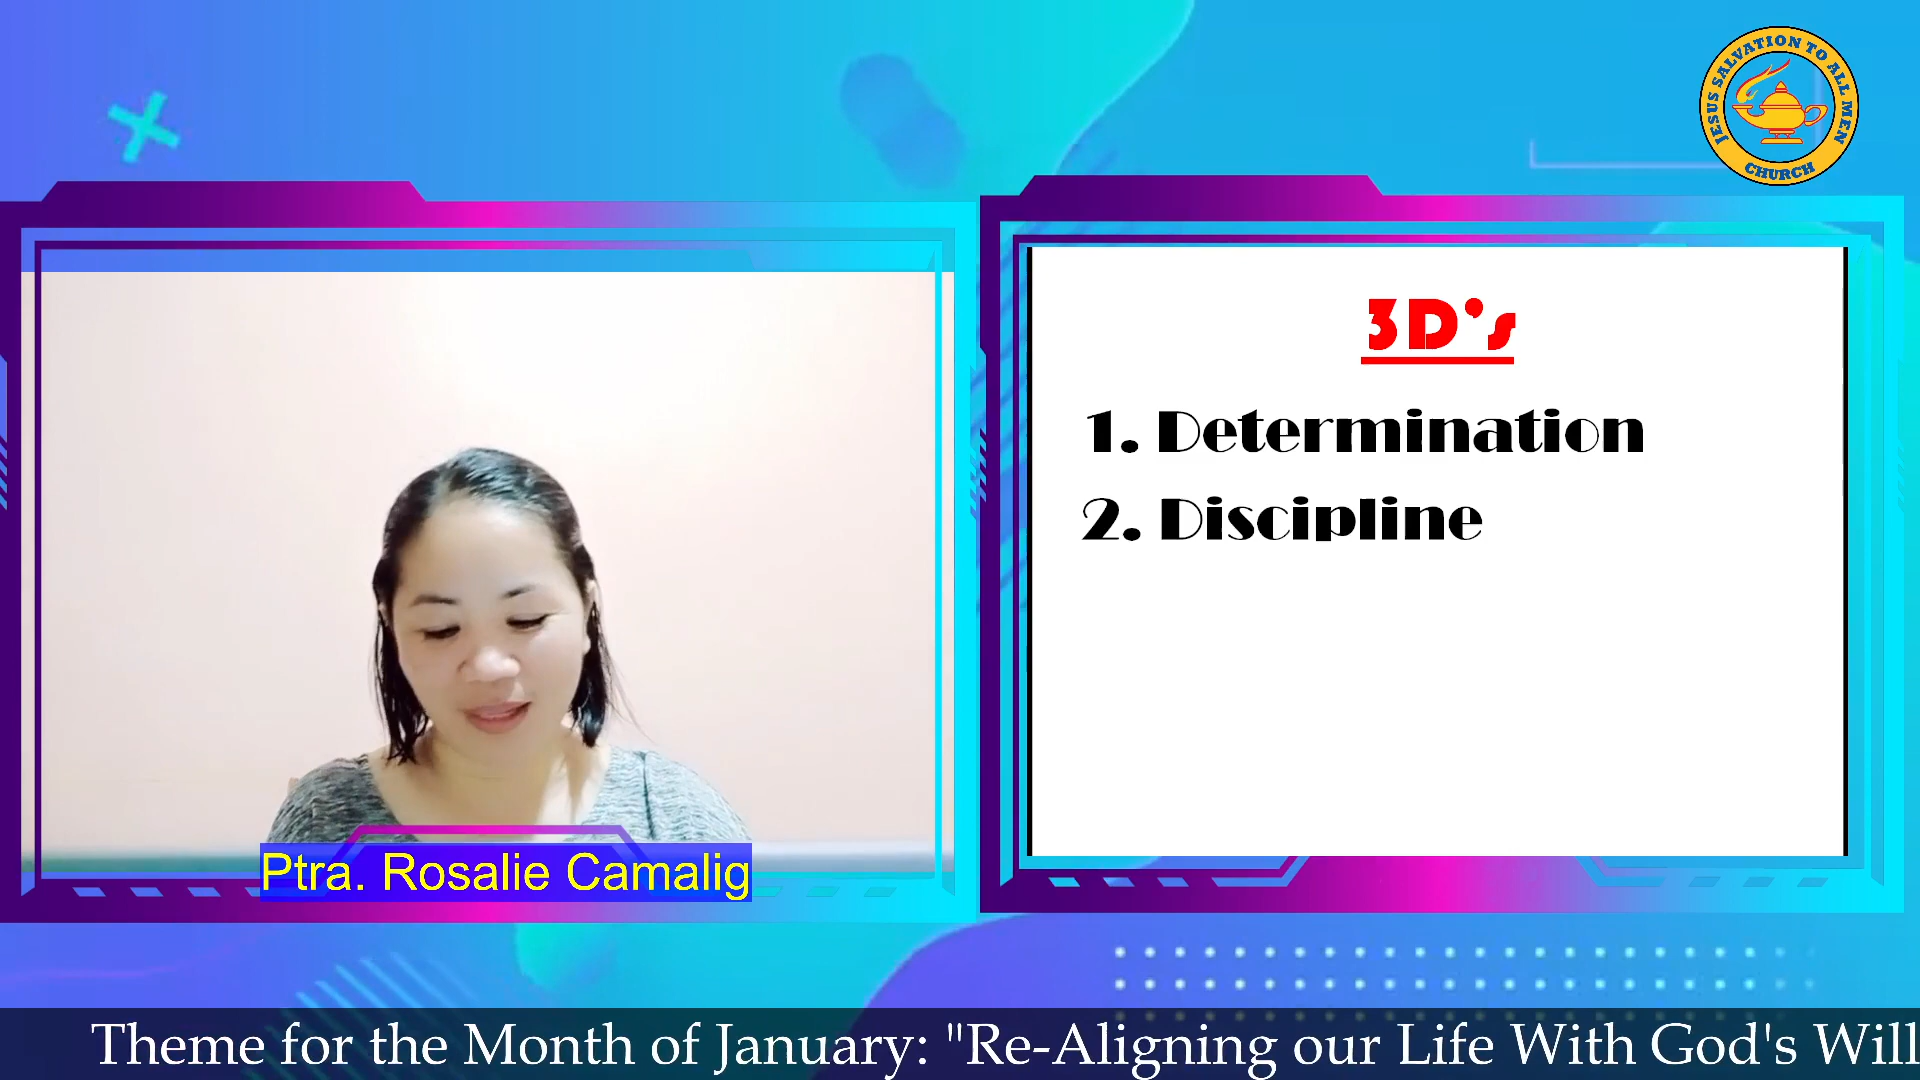 JESUS SALVATION TO ALL MEN
CHURCH
3D's
1. Determination
2. Discipline
Ptra. Rosalie Camalig
Theme for the Month of January: "Re-Aligning our Life With God's Will